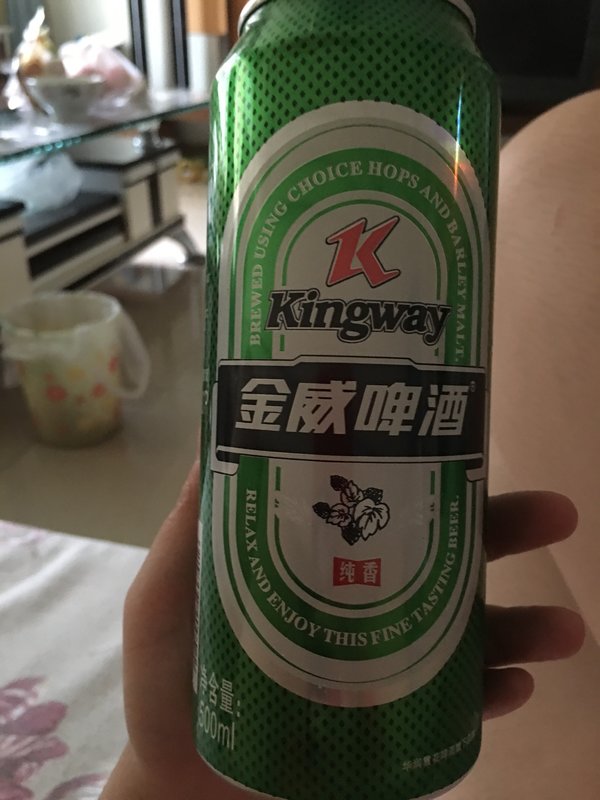 BREWED USING CHOICE HOPS AND BARLEY MALT.
K
Kingway
金威啤酒®
纯香
RELAX AND ENJOY THIS FINE TASTING BEER.
净含量:
500ml